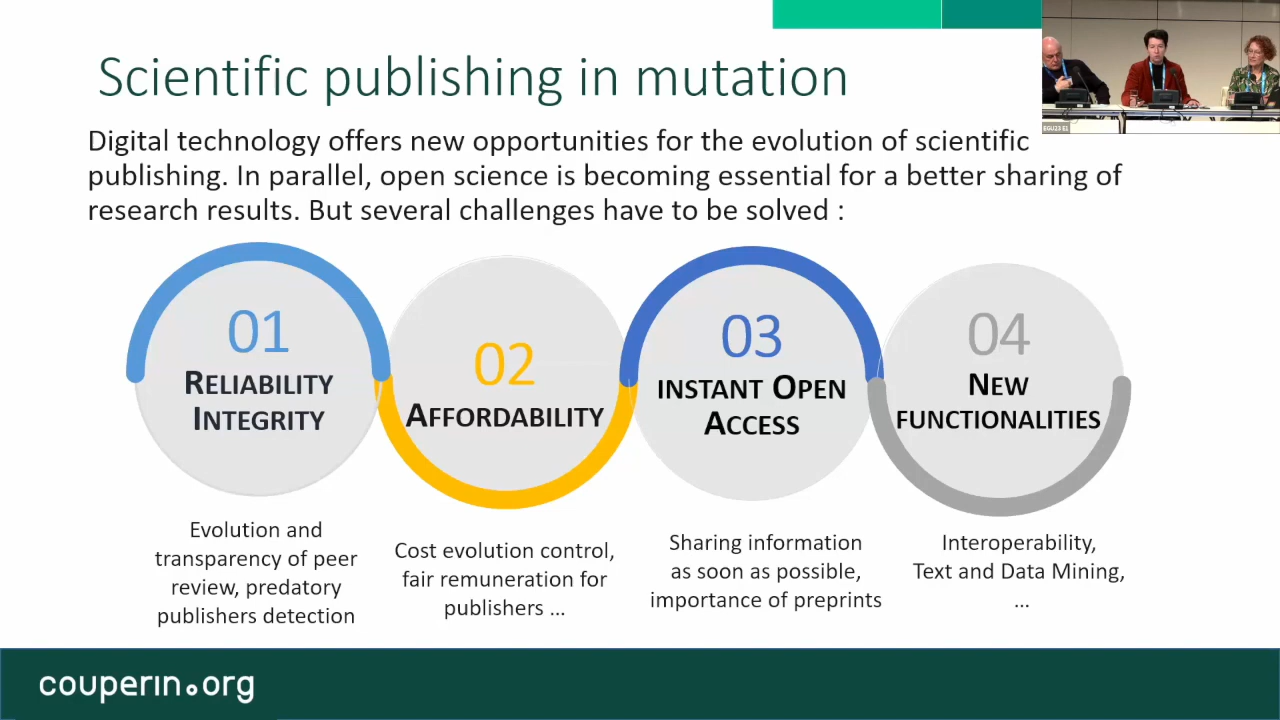 Scientific publishing in mutation
EGU23 E1
Digital technology offers new opportunities for the evolution of scientific
publishing. In parallel, open science is becoming essential for a better sharing of
research results. But several challenges have to be solved :
01
RELIABILITY
INTEGRITY
Evolution and
transparency of peer
review, predatory
publishers detection
02
AFFORDABILITY
Cost evolution control,
fair remuneration for
publishers ...
03
INSTANT OPEN
ACCESS
Sharing information
as soon as possible,
importance of preprints
04
NEW
FUNCTIONALITIES
Interoperability,
Text and Data Mining,
...
couperin.org